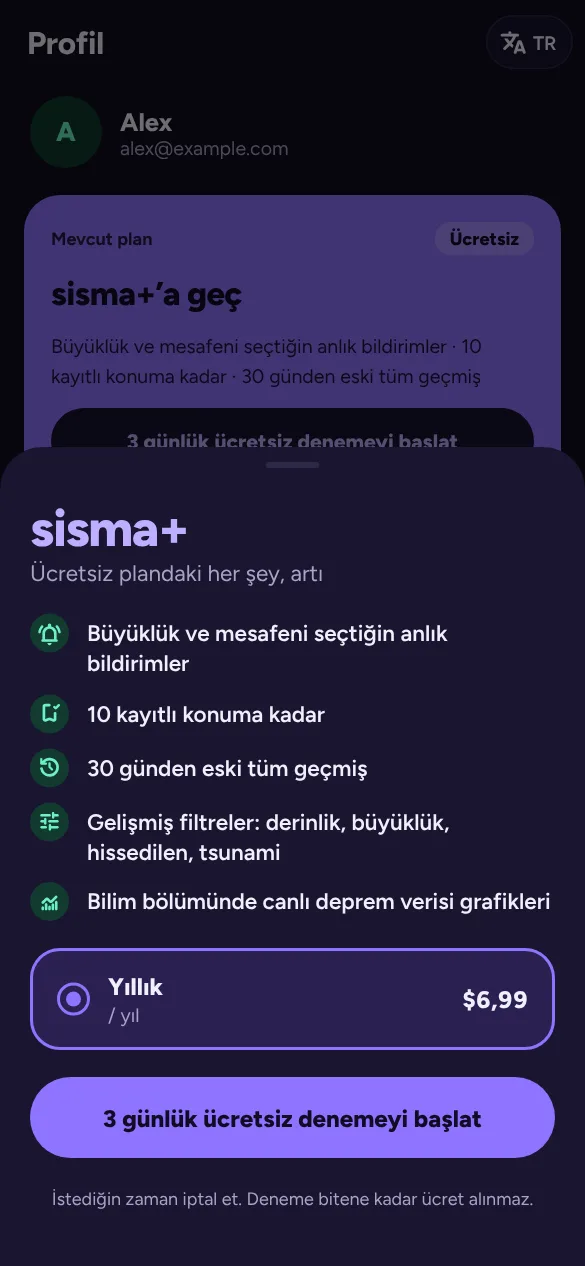 Profil
TR
A
Alex
alex@example.com
Mevcut plan
Ücretsiz
sisma+'a geç
Büyüklük ve mesafeni seçtiğin anlık bildirimler · 10
kayıtlı konuma kadar · 30 günden eski tüm geçmiş
3 günlük ücretsiz denemeyi başlat
sisma+
Ücretsiz plandaki her şey, artı
Büyüklük ve mesafeni seçtiğin anlık
bildirimler
10 kayıtlı konuma kadar
30 günden eski tüm geçmiş
Gelişmiş filtreler: derinlik, büyüklük,
hissedilen, tsunami
Bilim bölümünde canlı deprem verisi grafikleri
Yıllık
/ yıl
$6,99
3 günlük ücretsiz denemeyi başlat
İstediğin zaman iptal et. Deneme bitene kadar ücret alınmaz.